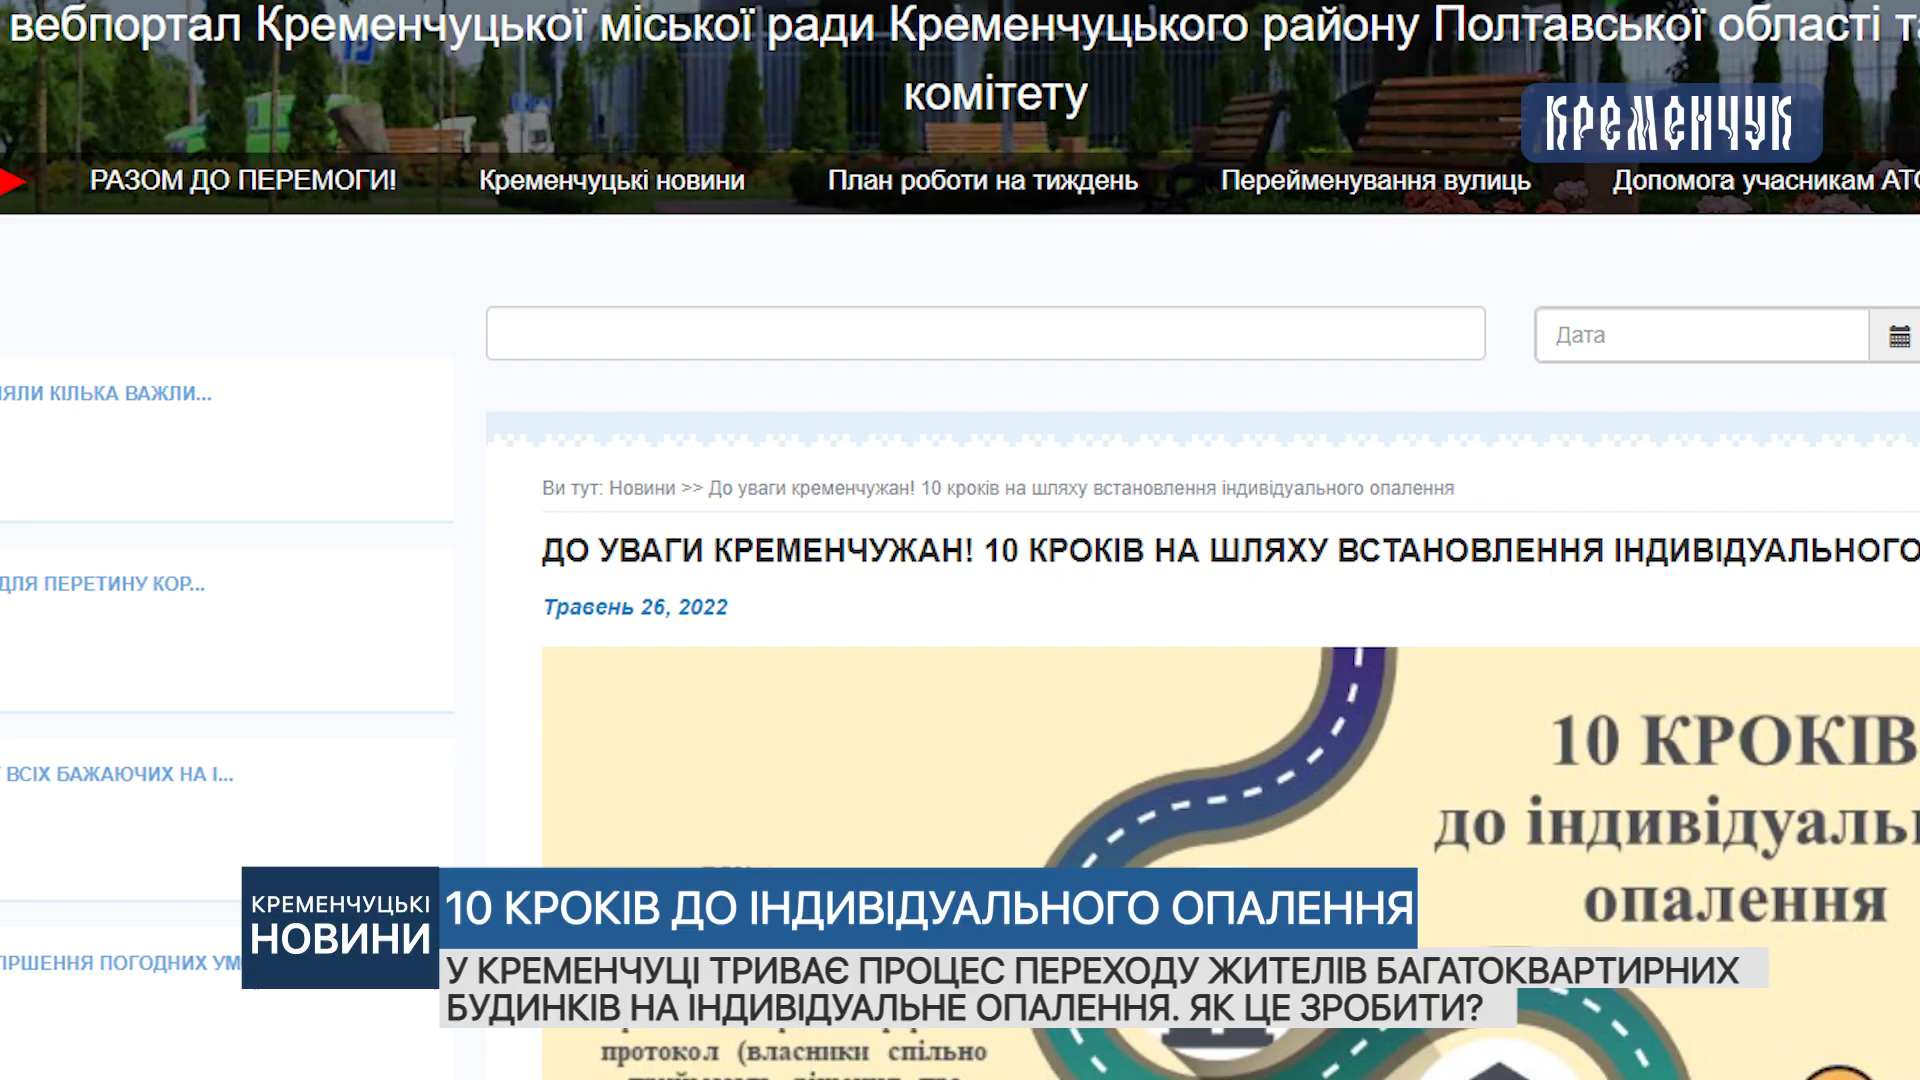 вебпортал Кременчуцької міської ради Кременчуцького району Полтавської області
комітету
КРЕМЕНЧУК
РАЗОМ ДО ПЕРЕМОГИ! Кременчуцькі новини План роботи на тиждень Перейменування вулиць Допомога учасникам АТО
Дата
КІЛЬКА ВАЖЛИ...
Ви тут: Новини >> До уваги кременчужан! 10 кроків на шляху встановлення індивідуального опалення
ДО УВАГИ КРЕМЕНЧУЖАН! 10 КРОКІВ НА ШЛЯХУ ВСТАНОВЛЕННЯ ІНДИВІДУАЛЬНОГО
ДЛЯ ПЕРЕТИНУ КОР...
Травень 26, 2022
10 КРОКІВ
ВСІХ БАЖАЮЧИХ НА І...
до індивідуаль
опалення
КРЕМЕНЧУЦЬКІ
НОВИНИ
10 КРОКІВ ДО ІНДИВІДУАЛЬНОГО ОПАЛЕННЯ
ПОГОДНИХ УМ
У КРЕМЕНЧУЦІ ТРИВАЄ ПРОЦЕС ПЕРЕХОДУ ЖИТЕЛІВ БАГАТОКВАРТИРНИХ
БУДИНКІВ НА ІНДИВІДУАЛЬНЕ ОПАЛЕННЯ. ЯК ЦЕ ЗРОБИТИ?
протокол (власники спільно